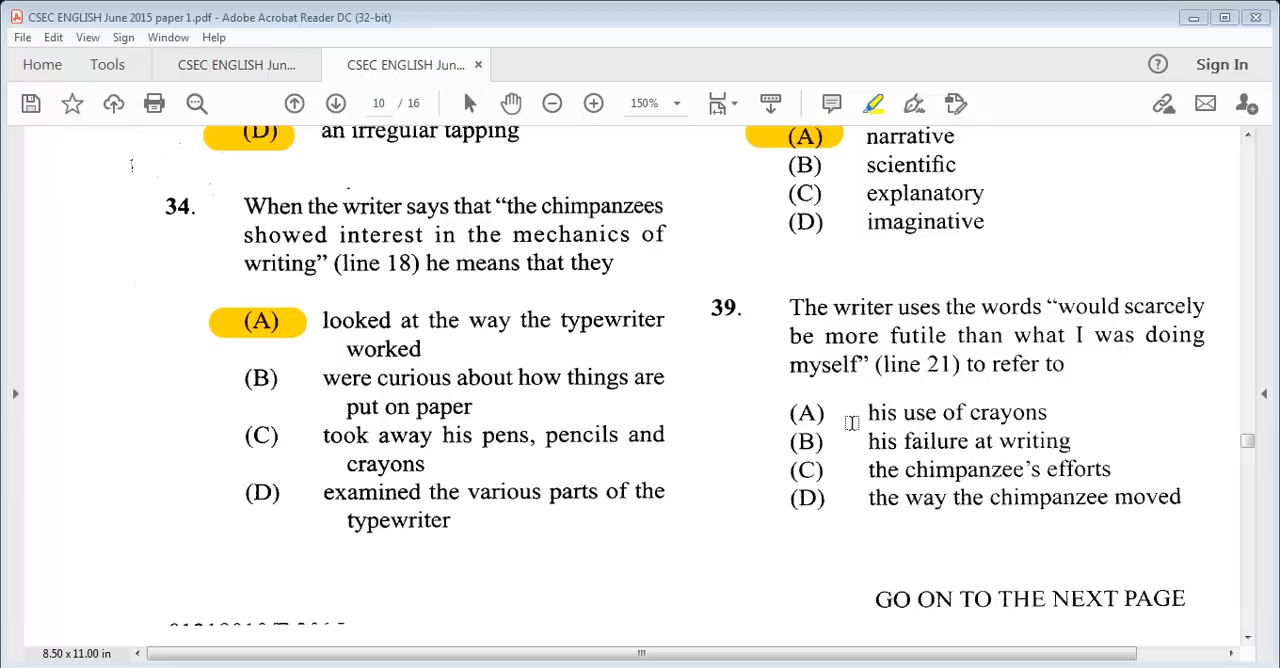 CSEC ENGLISH June 2015 paper 1.pdf - Adobe Acrobat Reader DC (32-bit)
File Edit View Sign Window Help
Home Tools CSEC ENGLISH Jun... CSEC ENGLISH Jun... × ? Sign In
10 / 16 150%
(D) an irregular tapping
34. When the writer says that “the chimpanzees
showed interest in the mechanics of
writing” (line 18) he means that they
(A) looked at the way the typewriter
worked
(B) were curious about how things are
put on paper
(C) took away his pens, pencils and
crayons
(D) examined the various parts of the
typewriter
(A) narrative
(B) scientific
(C) explanatory
(D) imaginative
39. The writer uses the words “would scarcely
be more futile than what I was doing
myself” (line 21) to refer to
(A) his use of crayons
(B) his failure at writing
(C) the chimpanzee’s efforts
(D) the way the chimpanzee moved
GO ON TO THE NEXT PAGE
8.50 x 11.00 in